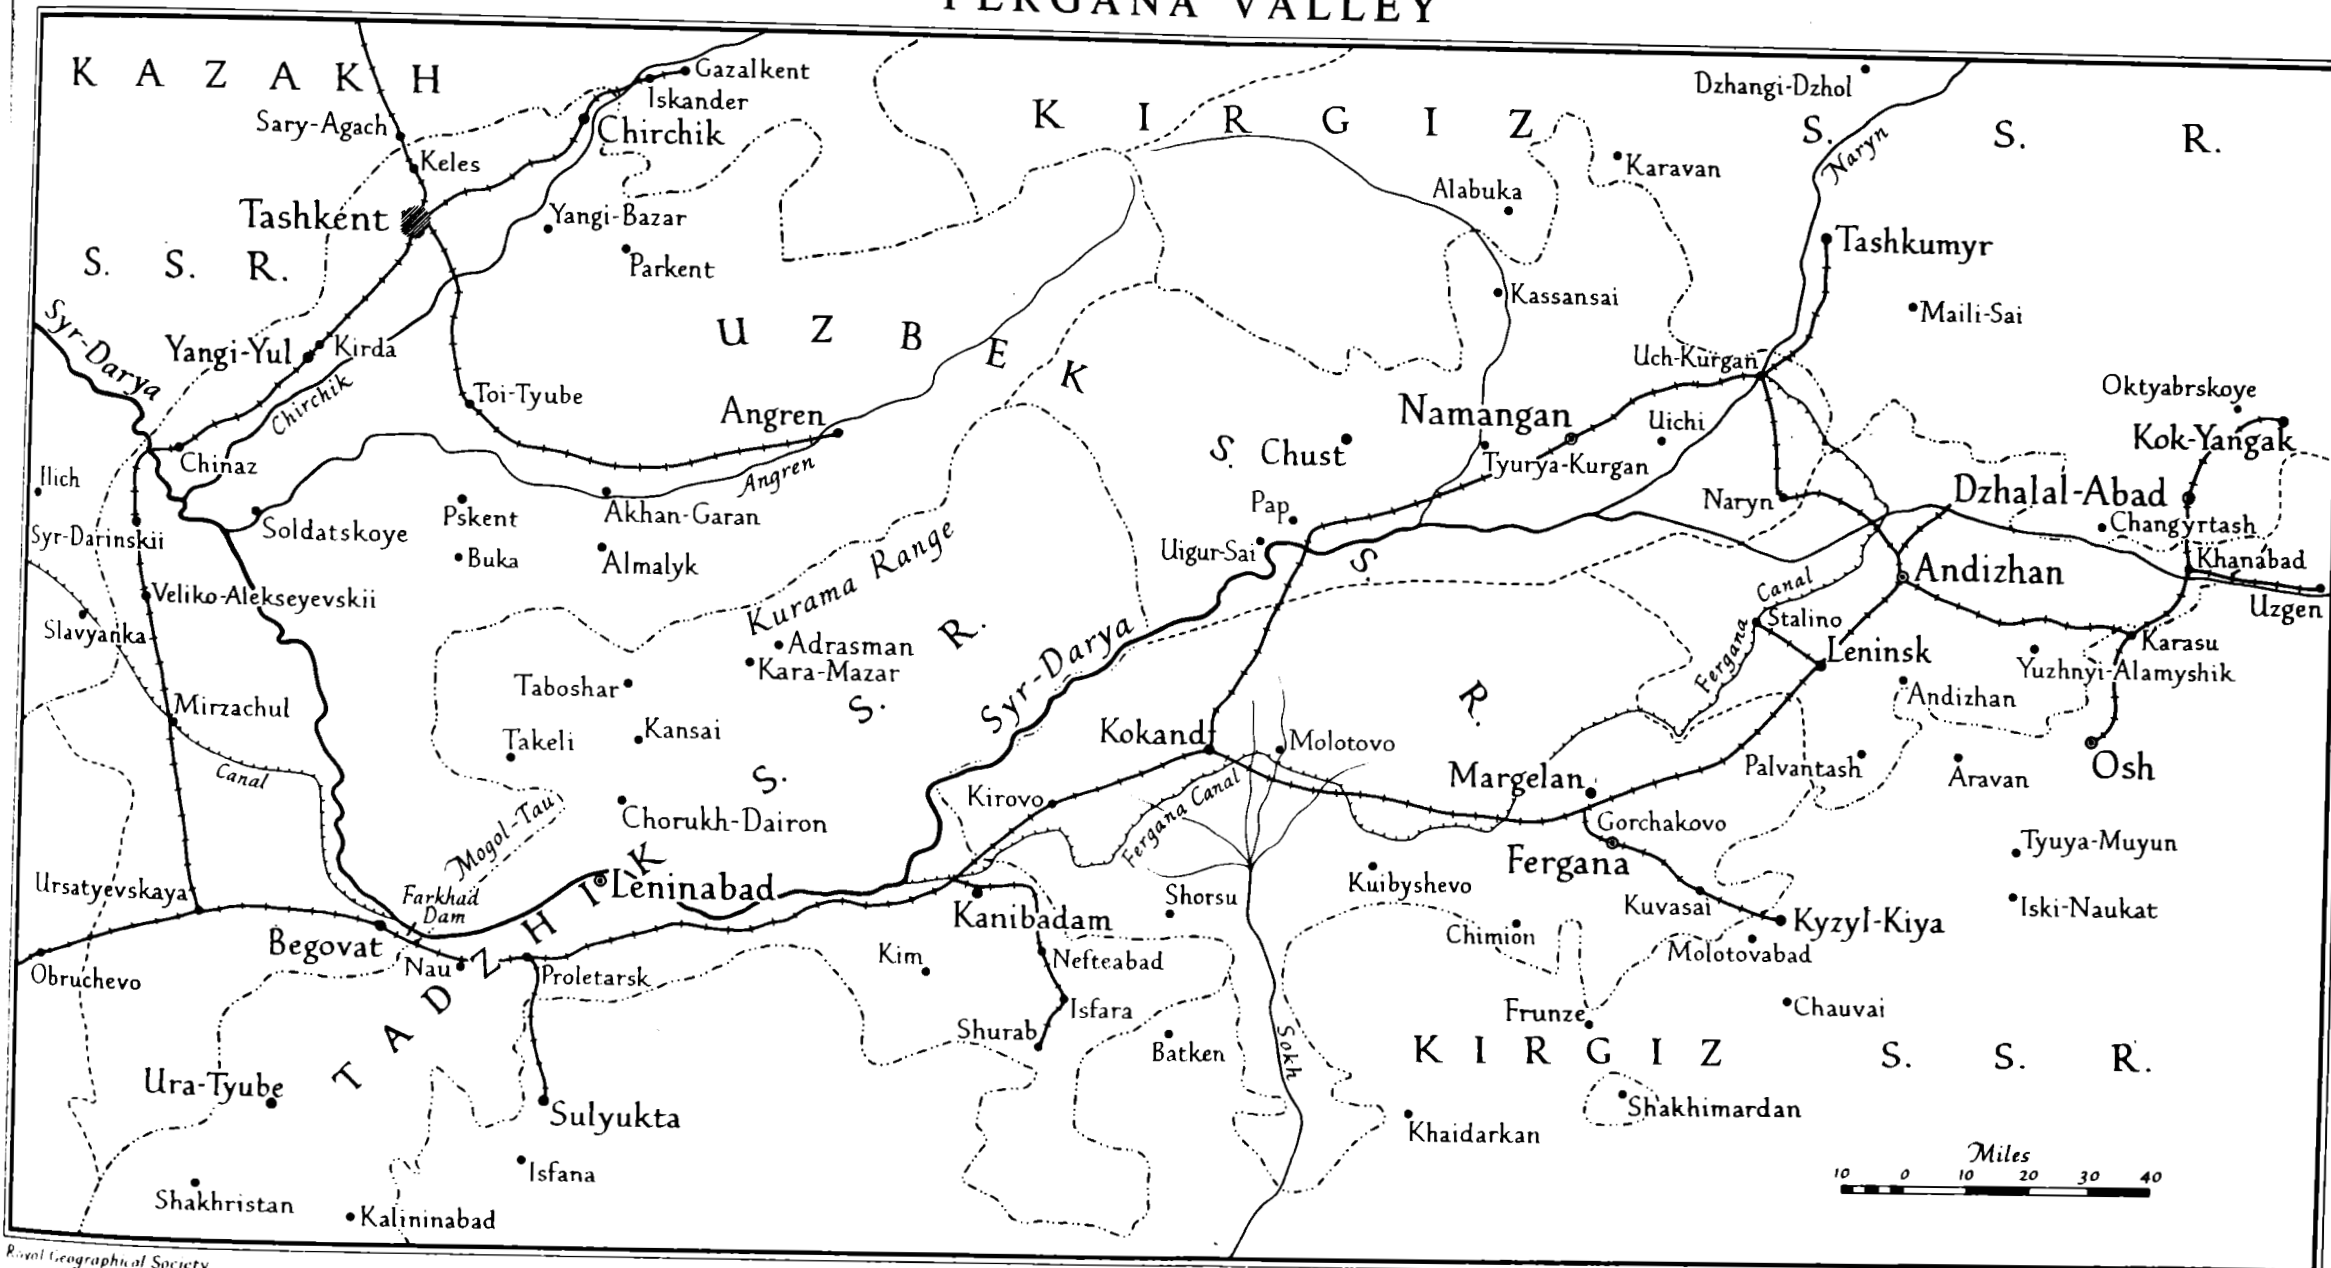 FERGANA VALLEY
KAZAKH
S. S. R.
KIRGIZ
S. S. R.
Gazalkent
Iskander
Chirchik
Sary-Agach
Keles
Tashkent
Yangi-Bazar
Parkent
Dzhangi-Dzhol
Naryn
Karavan
Alabuka
Tashkumyr
Kassansai
Maili-Sai
Syr-Darya
Yangi-Yul
Kirda
Chirchik
Toi-Tyube
UZBEK
S. S. R.
Angren
Angren
Uch-Kurgan
Oktyabrskoye
Kok-Yangak
Namangan
Uichi
Chust
Tyurya-Kurgan
Chinaz
Ilich
Soldatskoye
Pskent
Akhan-Garan
Pap
Naryn
Dzhalal-Abad
Changyrtash
Syr-Darinskii
Buka
Almalyk
Kurama Range
Uigur-Sai
Khanabad
Andizhan
Canal
Uzgen
Veliko-Alekseyevskii
Slavyanka
Adrasman
Kara-Mazar
Syr-Darya
Stalino
Fergana
Leninsk
Karasu
Yuzhnyi-Alamyshik
Andizhan
Taboshar
Mirzachul
Takeli
Kansai
Canal
Kokand
Molotovo
Margelan
Palvantash
Aravan
Osh
Mogol-Tau
Chorukh-Dairon
Kirovo
Fergana Canal
Gorchakovo
Fergana
Tyuya-Muyun
Ursatyevskaya
Farkhad
Dam
Leninabad
Kanibadam
Shorsu
Kuibyshevo
Kuvasai
Kyzyl-Kiya
Iski-Naukat
Begovat
Nau
Obruchevo
Proletarsk
Kim
Nefteabad
Chimion
Molotovabad
TADZHIK
S. S. R.
Isfara
Shurab
Batken
Sokh
Frunze
Chauvai
KIRGIZ S. S. R.
Ura-Tyube
Sulyukta
Shakhimardan
Khaidarkan
Isfana
Shakhristan
Kalininabad
Miles
10 0 10 20 30 40
Royal Geographical Society